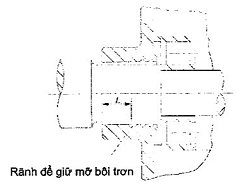 L
Rãnh để giữ mỡ bôi trơn